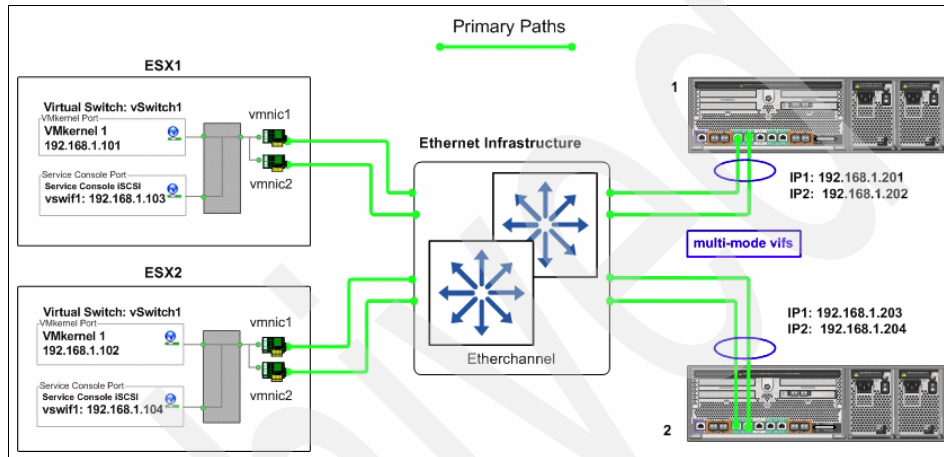 Primary Paths
ESX1
Virtual Switch: vSwitch1
VMkernel Port
VMkernel 1
192.168.1.101
Service Console Port
Service Console iSCSI
vswif1: 192.168.1.103
vmnic1
vmnic2
ESX2
Virtual Switch: vSwitch1
VMkernel Port
VMkernel 1
192.168.1.102
Service Console Port
Service Console iSCSI
vswif1: 192.168.1.104
vmnic1
vmnic2
Ethernet Infrastructure
Etherchannel
1
IP1: 192.168.1.201
IP2: 192.168.1.202
multi-mode vifs
IP1: 192.168.1.203
IP2: 192.168.1.204
2